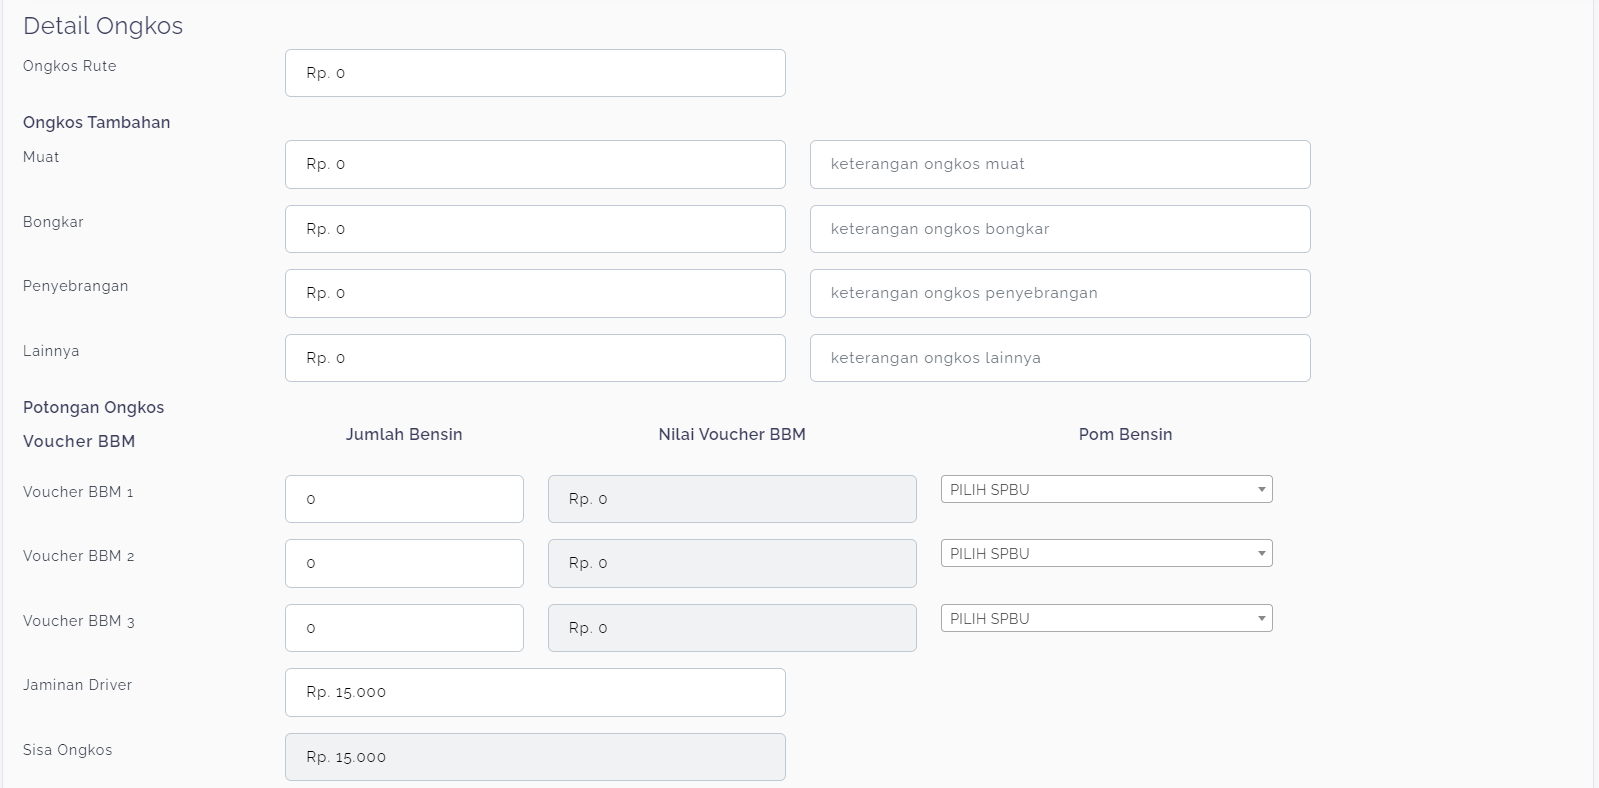 Detail Ongkos
Ongkos Rute Rp. 0
Ongkos Tambahan
Muat Rp. 0 keterangan ongkos muat
Bongkar Rp. 0 keterangan ongkos bongkar
Penyebrangan Rp. 0 keterangan ongkos penyebrangan
Lainnya Rp. 0 keterangan ongkos lainnya
Potongan Ongkos
Voucher BBM Jumlah Bensin Nilai Voucher BBM Pom Bensin
Voucher BBM 1 0 Rp. 0 PILIH SPBU
Voucher BBM 2 0 Rp. 0 PILIH SPBU
Voucher BBM 3 0 Rp. 0 PILIH SPBU
Jaminan Driver Rp. 15.000
Sisa Ongkos Rp. 15.000